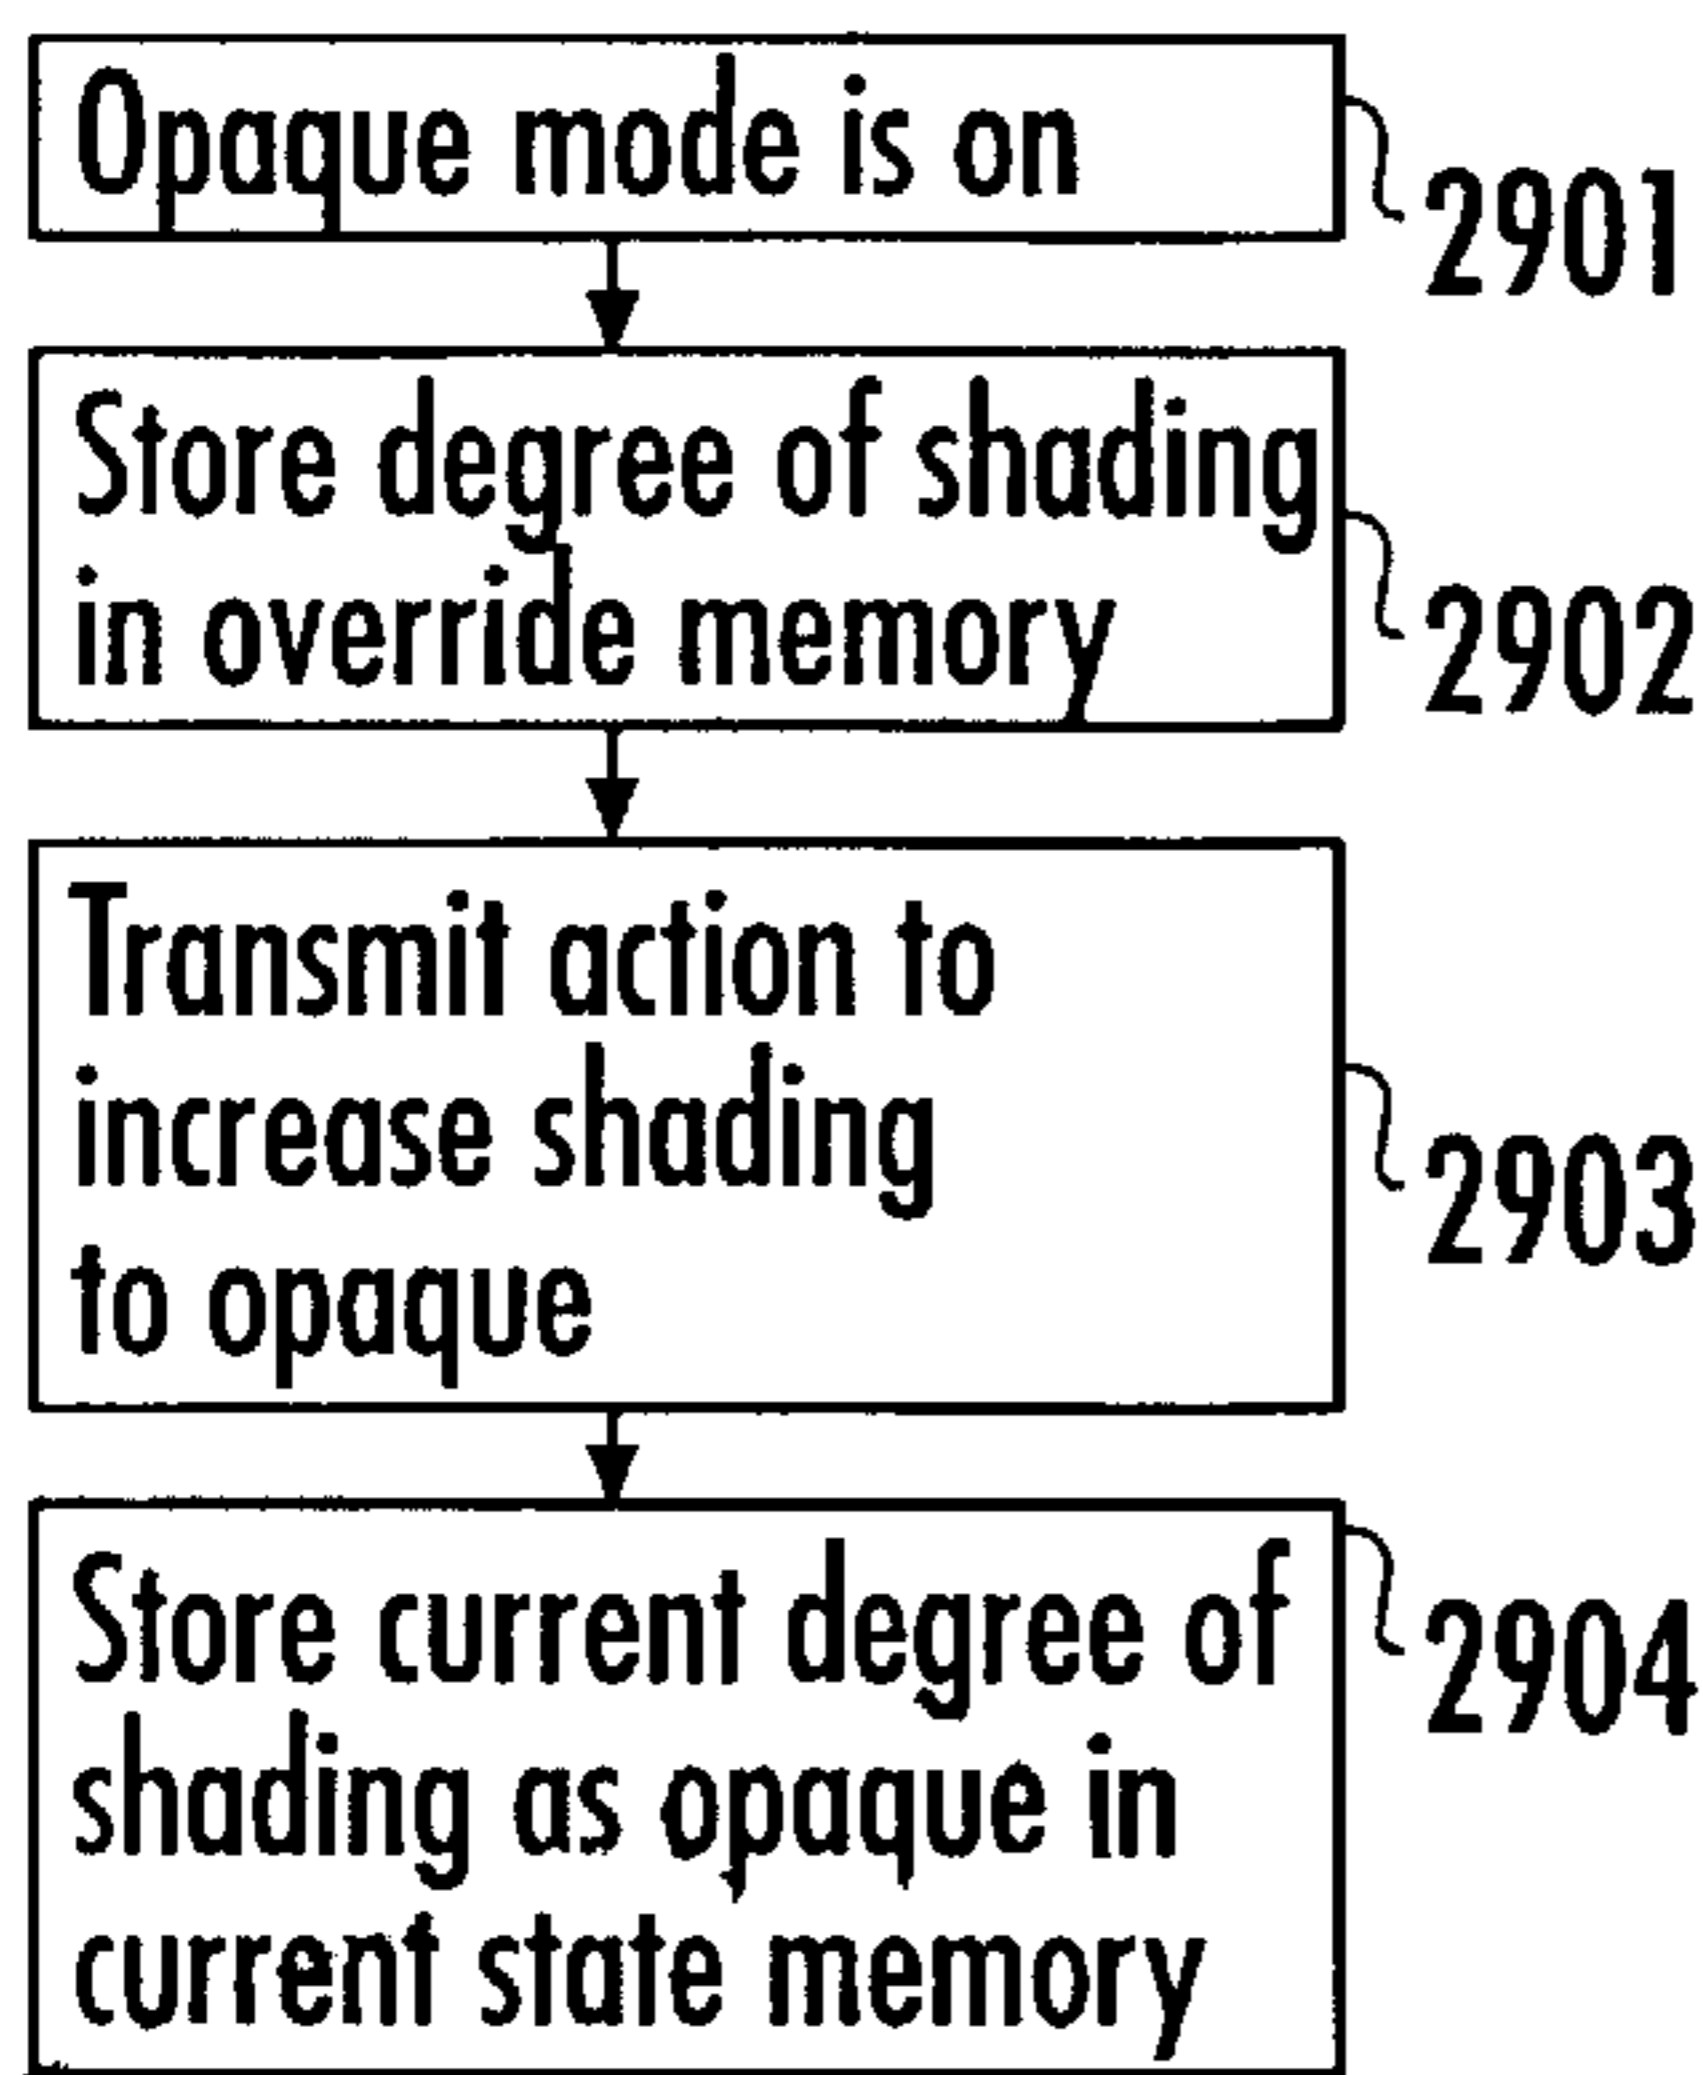 Opaque mode is on
2901
Store degree of shading
in override memory
2902
Transmit action to
increase shading
to opaque
2903
Store current degree of
shading as opaque in
current state memory
2904